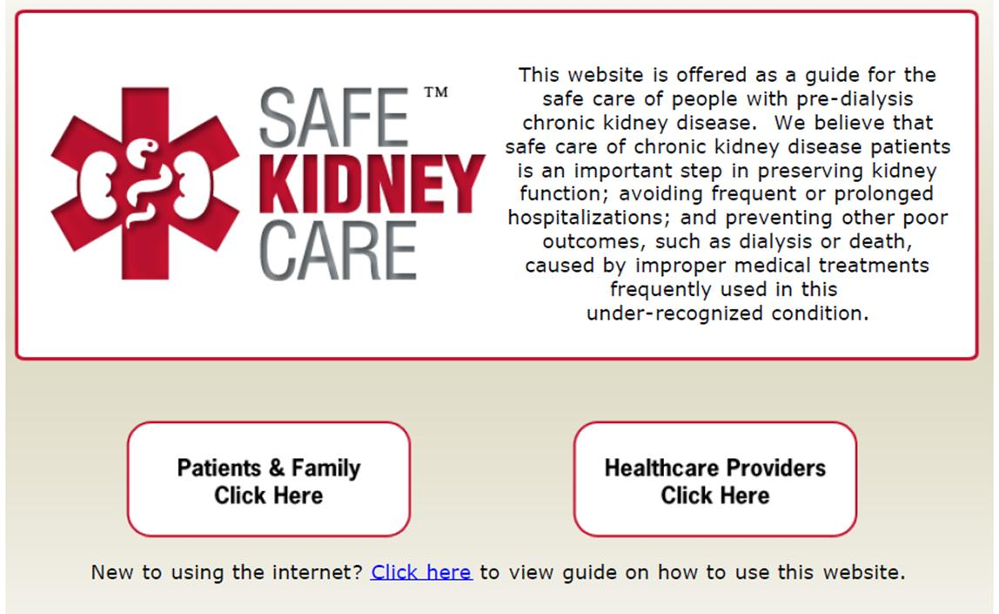 SAFE ™
KIDNEY
CARE
This website is offered as a guide for the
safe care of people with pre-dialysis
chronic kidney disease.  We believe that
safe care of chronic kidney disease patients
is an important step in preserving kidney
function; avoiding frequent or prolonged
hospitalizations; and preventing other poor
outcomes, such as dialysis or death,
caused by improper medical treatments
frequently used in this
under-recognized condition.
Patients & Family
Click Here
Healthcare Providers
Click Here
New to using the internet? Click here to view guide on how to use this website.